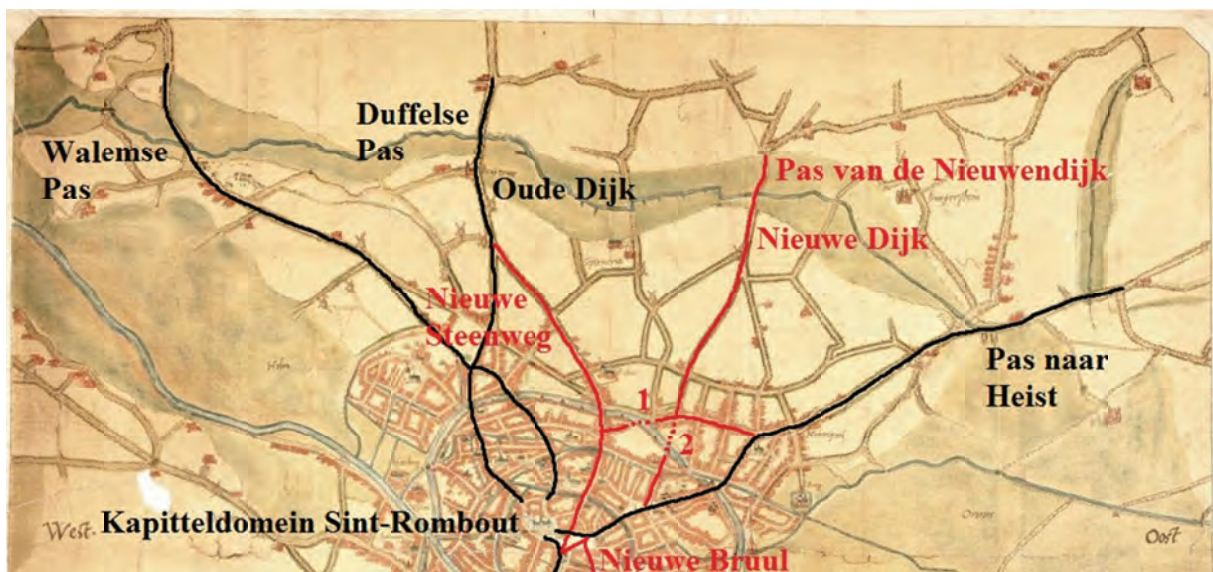 Duffelse
Pas
Walemse
Pas
Oude Dijk
Pas van de Nieuwendijk
Nieuwe Dijk
Nieuwe
Steenweg
Pas naar
Heist
1
2
Kapitteldomein Sint-Rombout
West.
Oost
Nieuwe Bruul